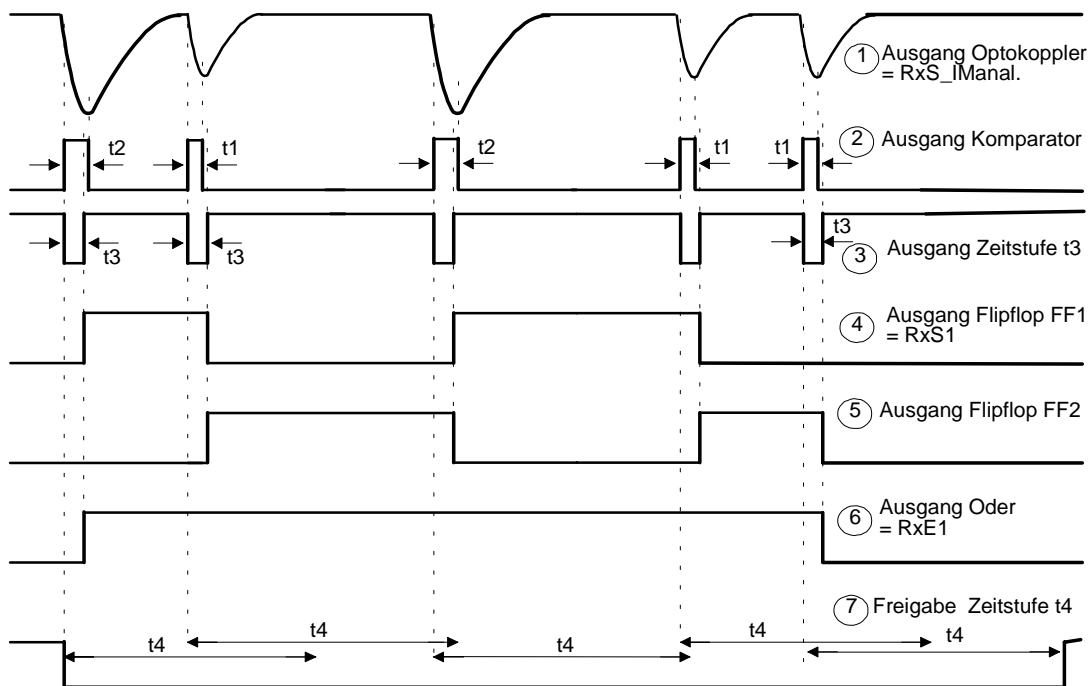 1 Ausgang Optokoppler
= RxS_IManal.
t2 t1 t2 t1 t1
2 Ausgang Komparator
t3 t3 t3
3 Ausgang Zeitstufe t3
4 Ausgang Flipflop FF1
= RxS1
5 Ausgang Flipflop FF2
6 Ausgang Oder
= RxE1
7 Freigabe Zeitstufe t4
t4 t4
t4 t4 t4